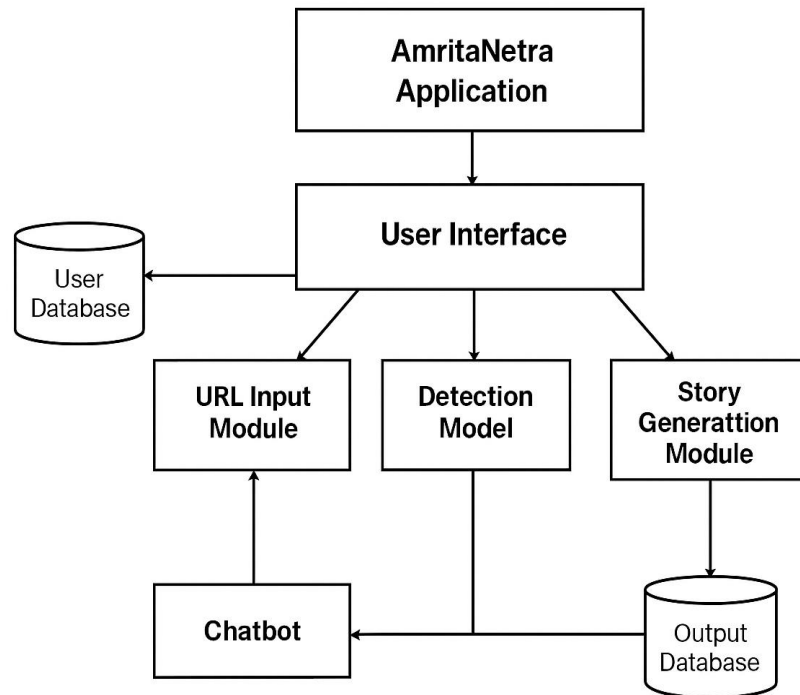 AmritaNetra
Application
User Interface
User
Database
URL Input
Module
Detection
Model
Story
Generattion
Module
Chatbot
Output
Database